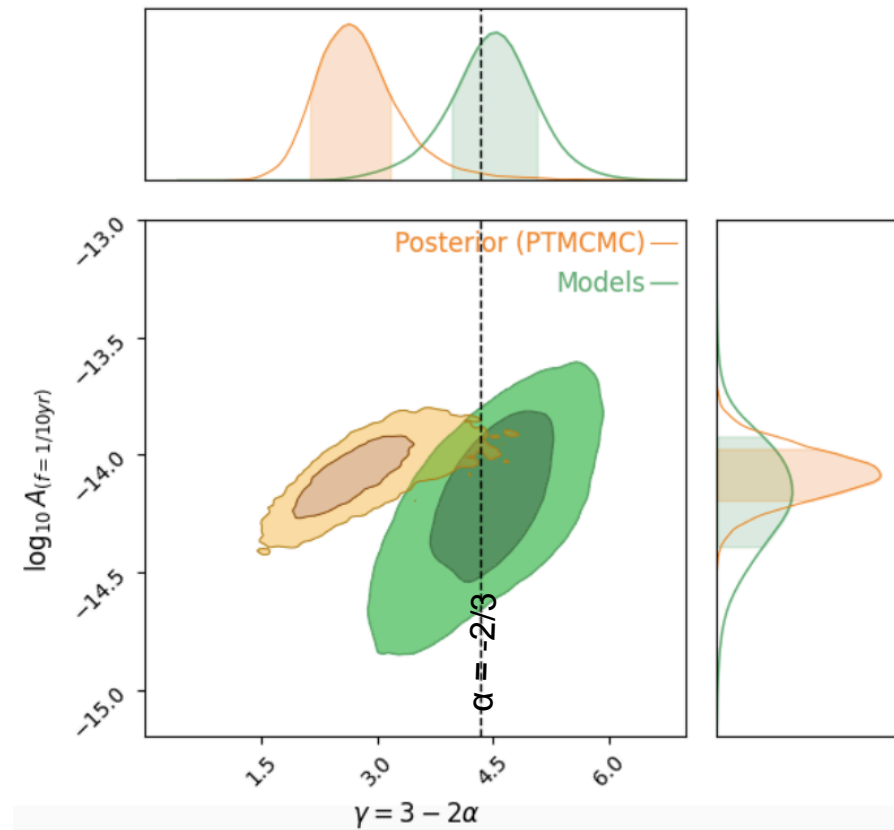 −13.0
Posterior (PTMCMC)
Models
−13.5
−14.0
−14.5
−15.0
log₁₀ A(f=1/10yr)
α = -2/3
1.5 3.0 4.5 6.0
γ = 3 − 2α